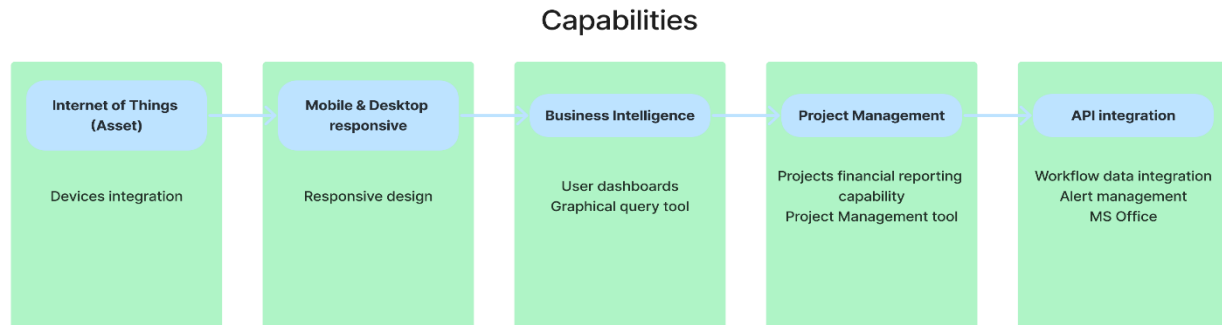 Capabilities
Internet of Things
(Asset)
Devices integration
Mobile & Desktop
responsive
Responsive design
Business Intelligence
User dashboards
Graphical query tool
Project Management
Projects financial reporting
capability
Project Management tool
API integration
Workflow data integration
Alert management
MS Office